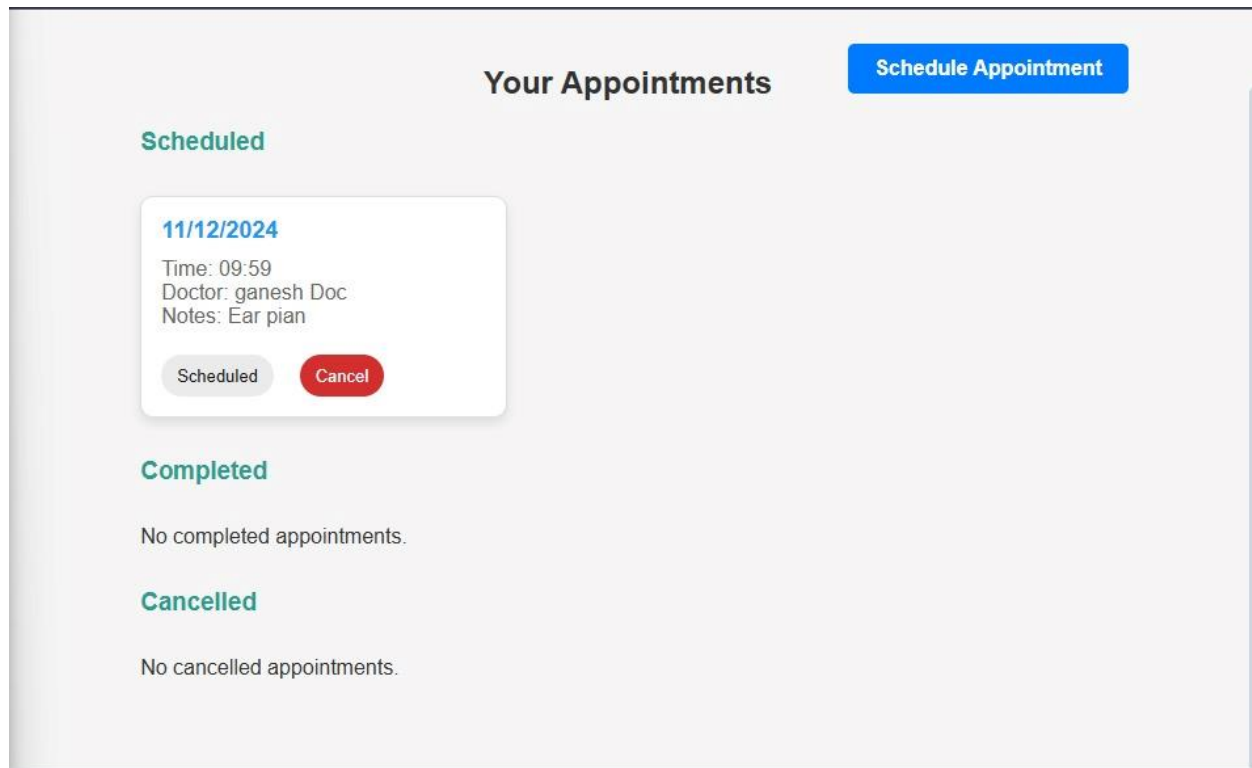 Your Appointments
Schedule Appointment
Scheduled
11/12/2024
Time: 09:59
Doctor: ganesh Doc
Notes: Ear pian
Scheduled
Cancel
Completed
No completed appointments.
Cancelled
No cancelled appointments.